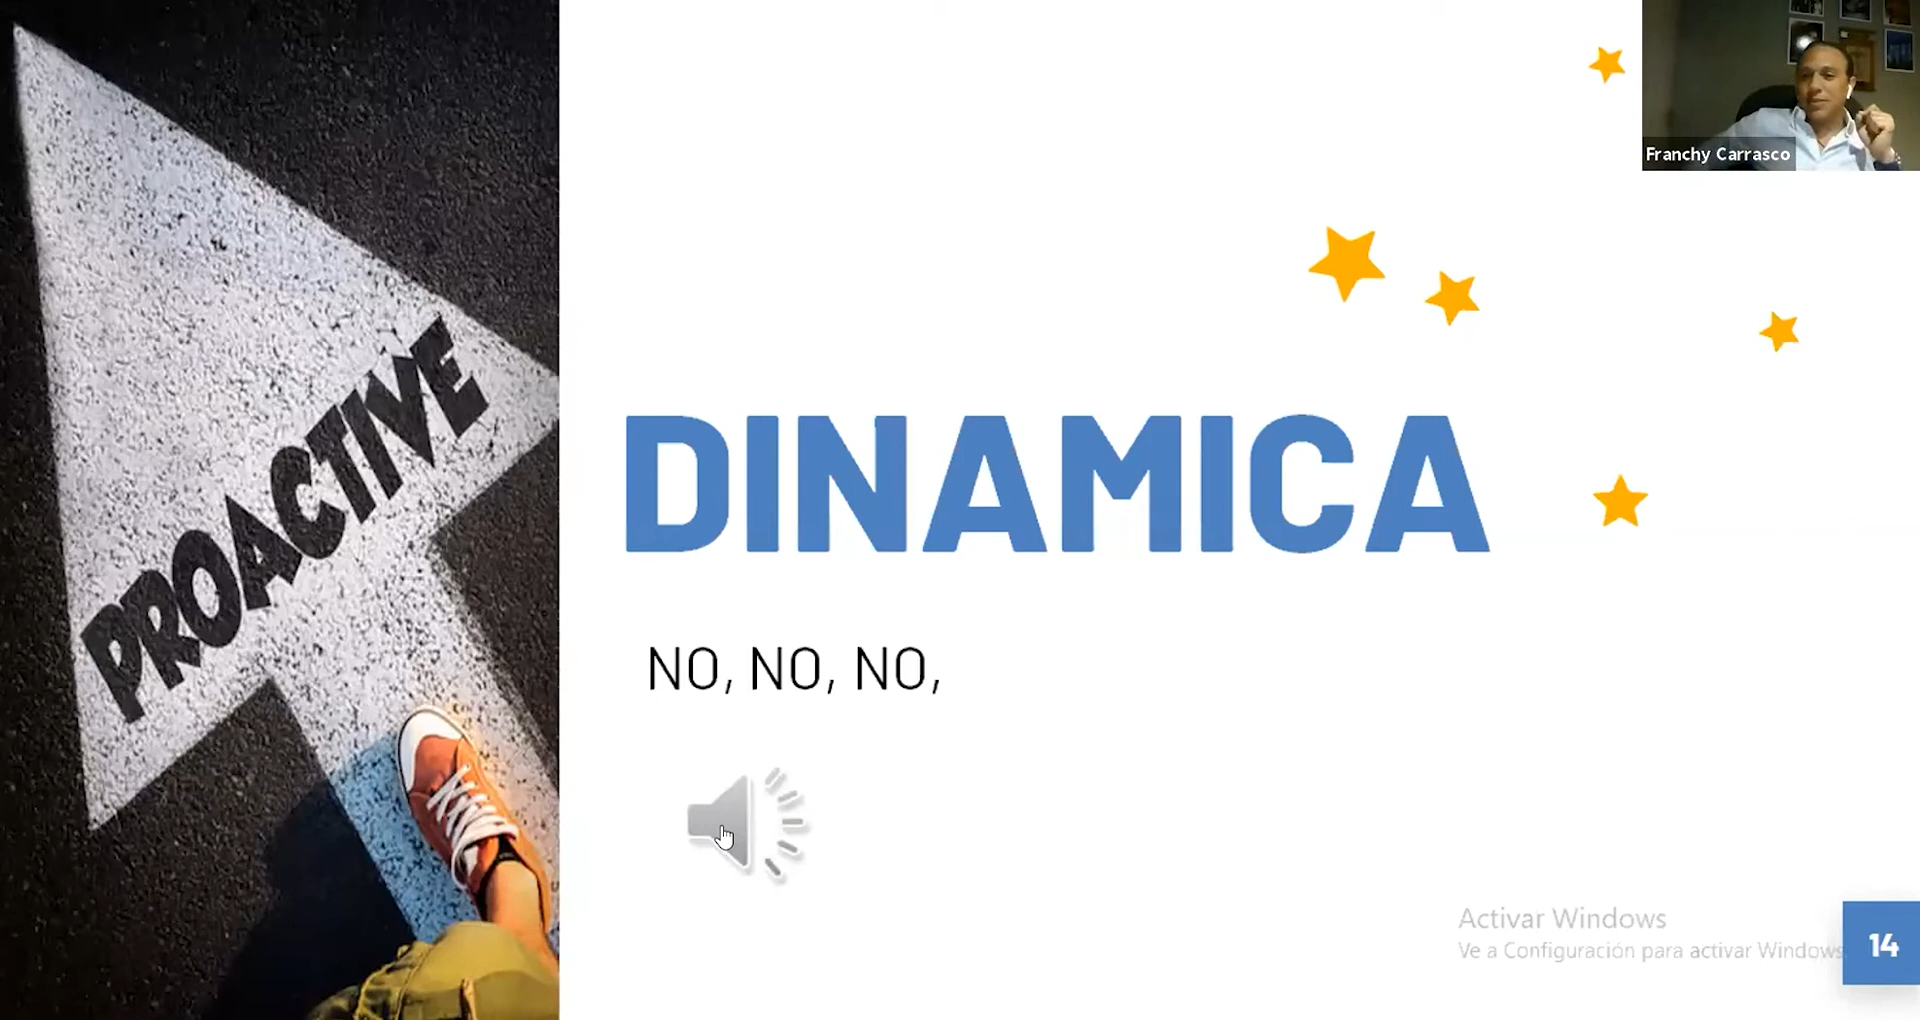 PROACTIVE
Franchy Carrasco
DINAMICA
NO, NO, NO,
Activar Windows
Ve a Configuración para activar Windows
14